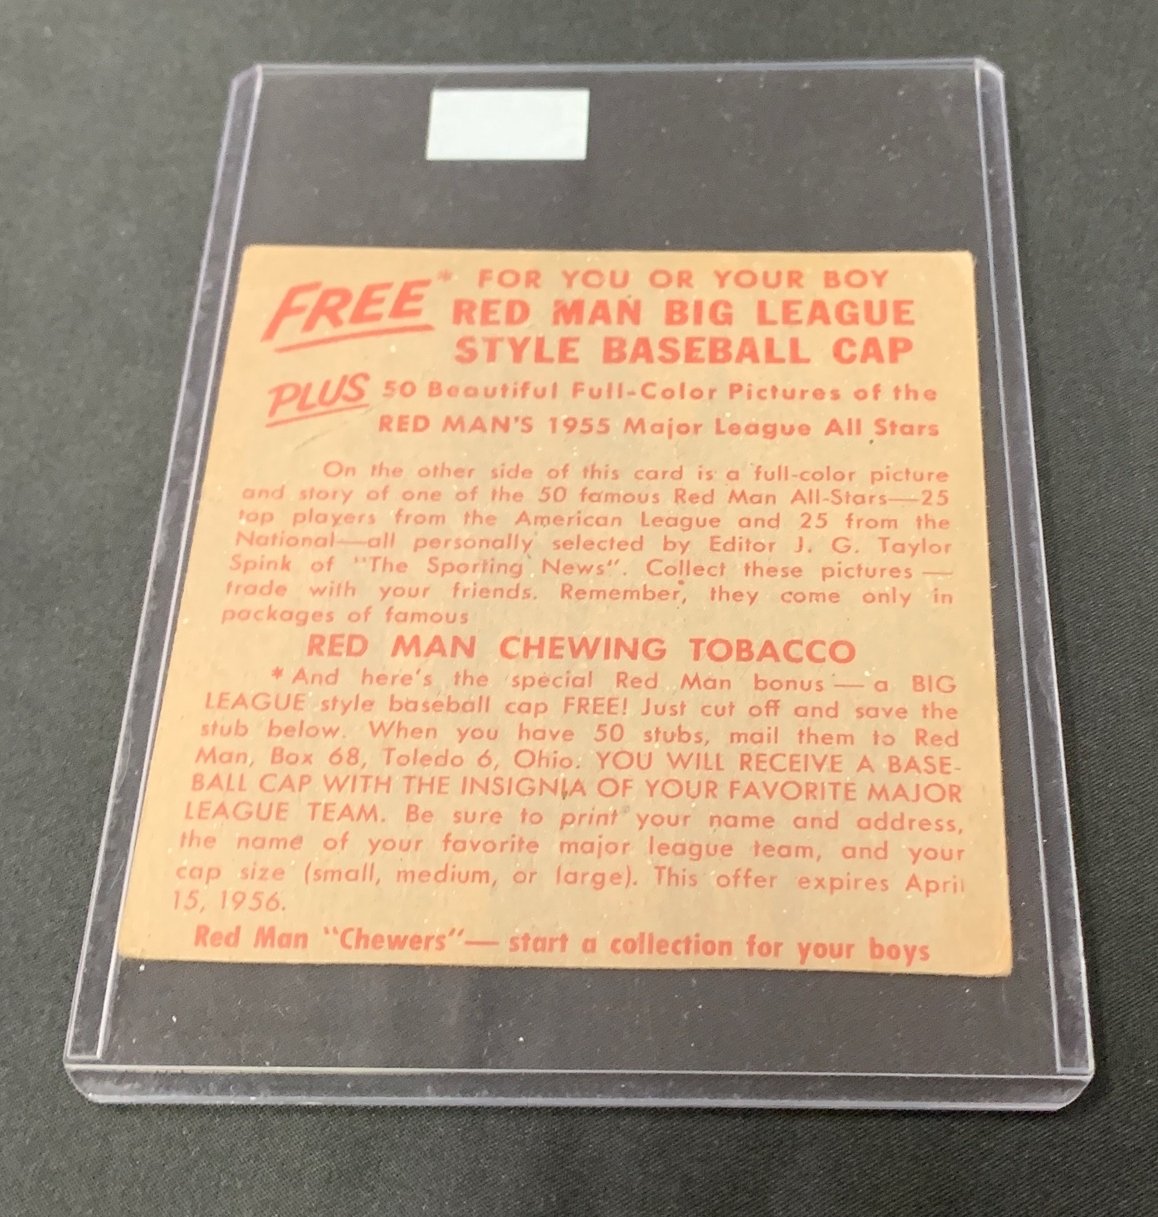 FREE* FOR YOU OR YOUR BOY
RED MAN BIG LEAGUE
STYLE BASEBALL CAP
PLUS 50 Beautiful Full-Color Pictures of the
RED MAN'S 1955 Major League All Stars
On the other side of this card is a full-color picture
and story of one of the 50 famous Red Man All-Stars—25
top players from the American League and 25 from the
National—all personally selected by Editor J. G. Taylor
Spink of "The Sporting News". Collect these pictures —
trade with your friends. Remember, they come only in
packages of famous
RED MAN CHEWING TOBACCO
*And here's the special Red Man bonus — a BIG
LEAGUE style baseball cap FREE! Just cut off and save the
stub below. When you have 50 stubs, mail them to Red
Man, Box 68, Toledo 6, Ohio. YOU WILL RECEIVE A BASE-
BALL CAP WITH THE INSIGNIA OF YOUR FAVORITE MAJOR
LEAGUE TEAM. Be sure to print your name and address,
the name of your favorite major league team, and your
cap size (small, medium, or large). This offer expires April
15, 1956.
Red Man "Chewers"— start a collection for your boys